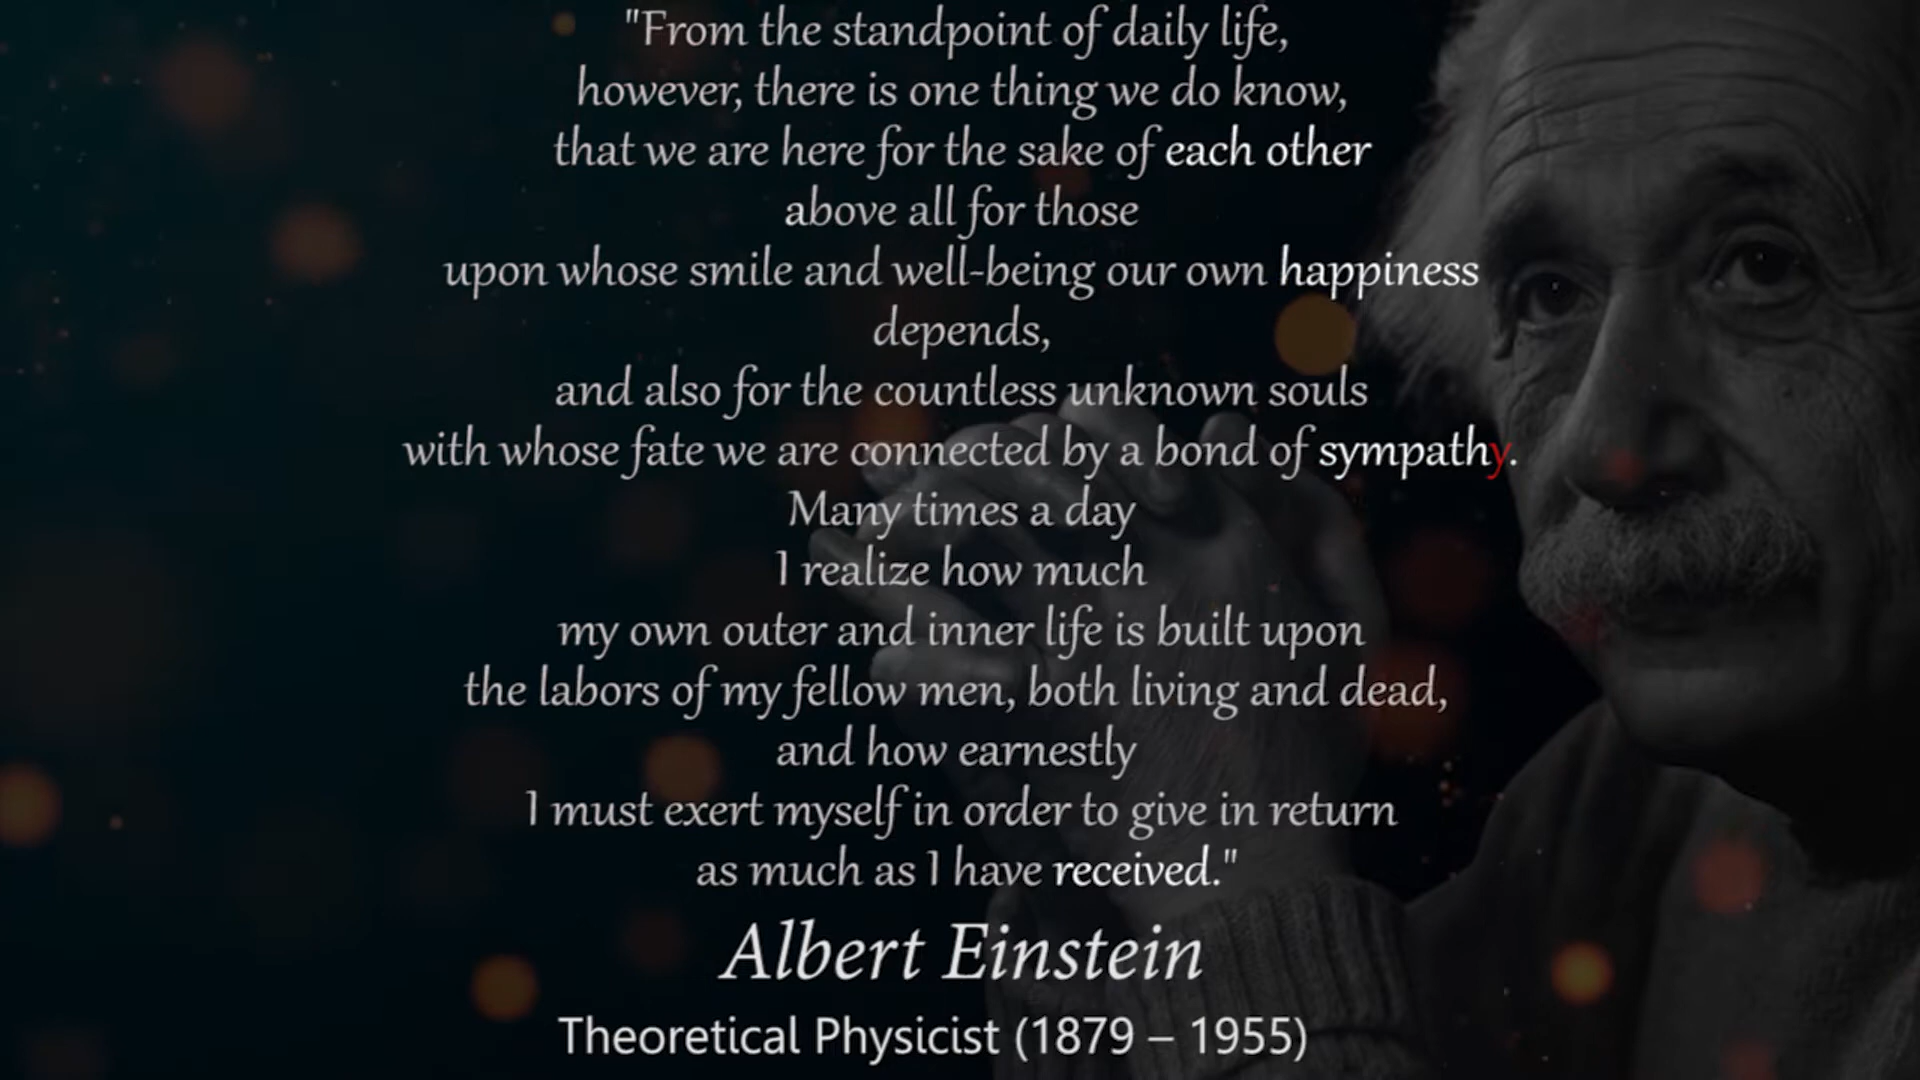 "From the standpoint of daily life,
however, there is one thing we do know,
that we are here for the sake of each other
above all for those
upon whose smile and well-being our own happiness
depends,
and also for the countless unknown souls
with whose fate we are connected by a bond of sympathy.
Many times a day
I realize how much
my own outer and inner life is built upon
the labors of my fellow men, both living and dead,
and how earnestly
I must exert myself in order to give in return
as much as I have received."
Albert Einstein
Theoretical Physicist (1879 – 1955)